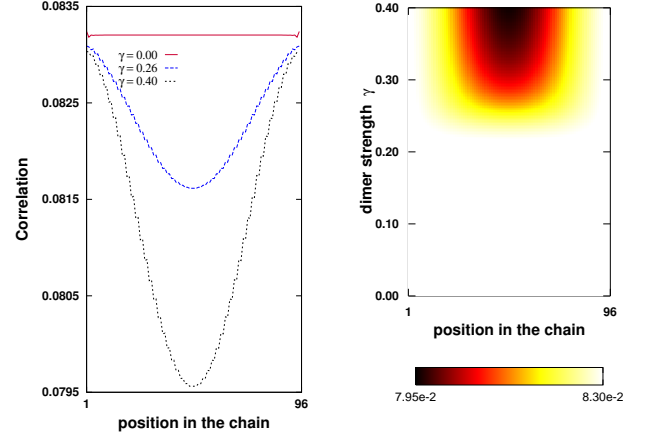 0.0835
0.0825
0.0815
0.0805
0.0795
Correlation
γ = 0.00
γ = 0.26
γ = 0.40
1
96
position in the chain
0.40
0.30
0.20
0.10
0.00
dimer strength γ
1
96
position in the chain
7.95e-2
8.30e-2